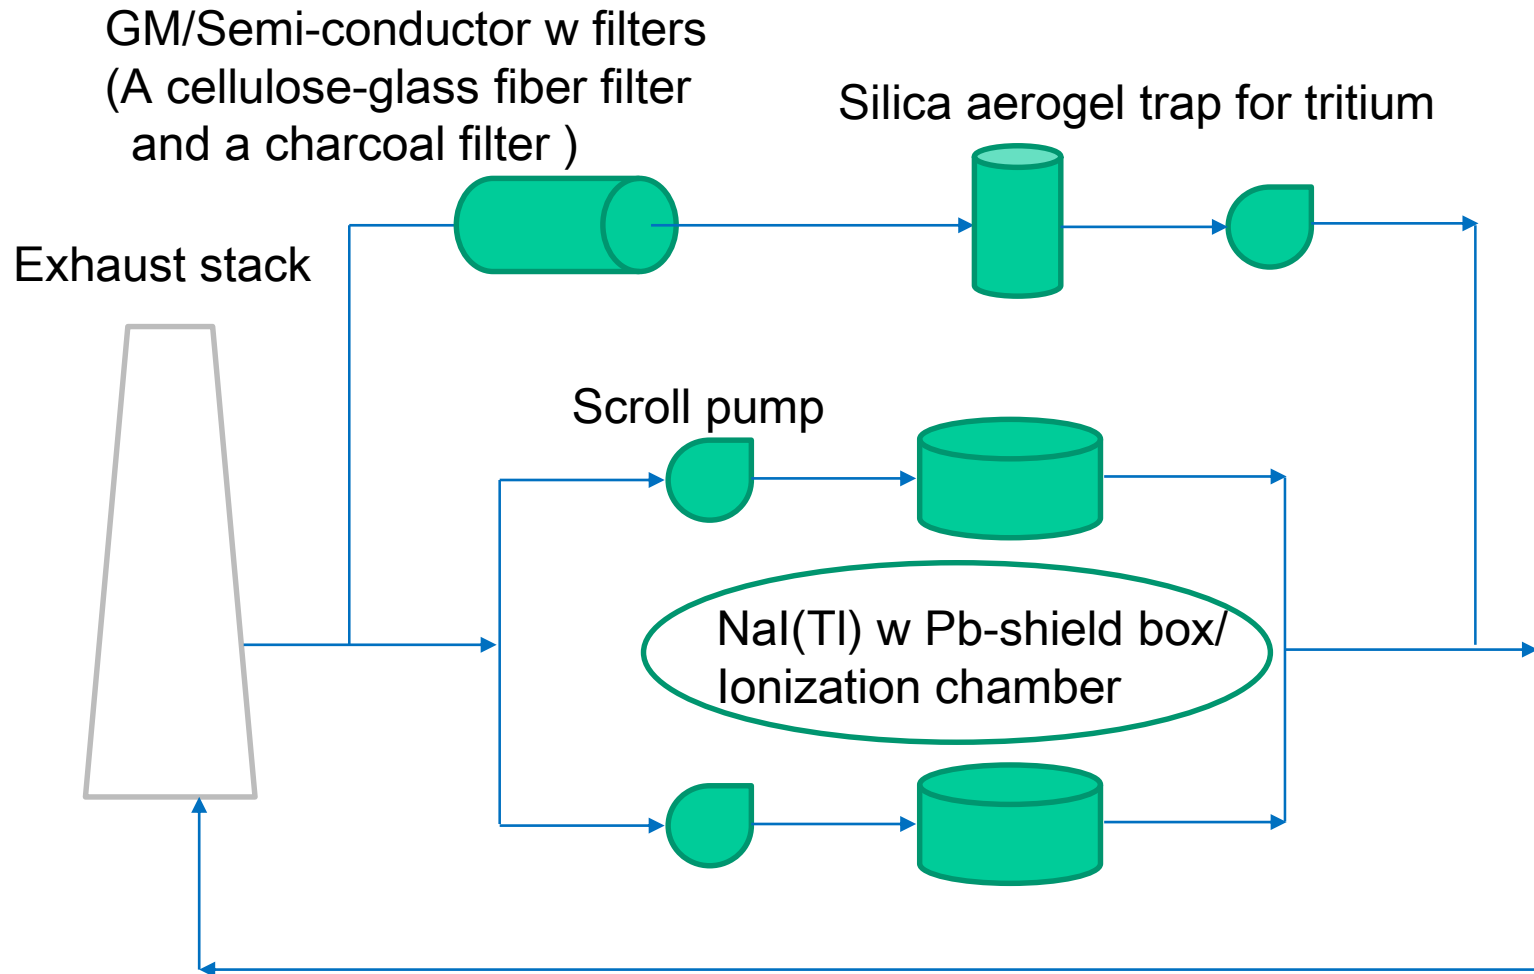 GM/Semi-conductor w filters
(A cellulose-glass fiber filter
and a charcoal filter )
Silica aerogel trap for tritium
Exhaust stack
Scroll pump
NaI(Tl) w Pb-shield box/
Ionization chamber